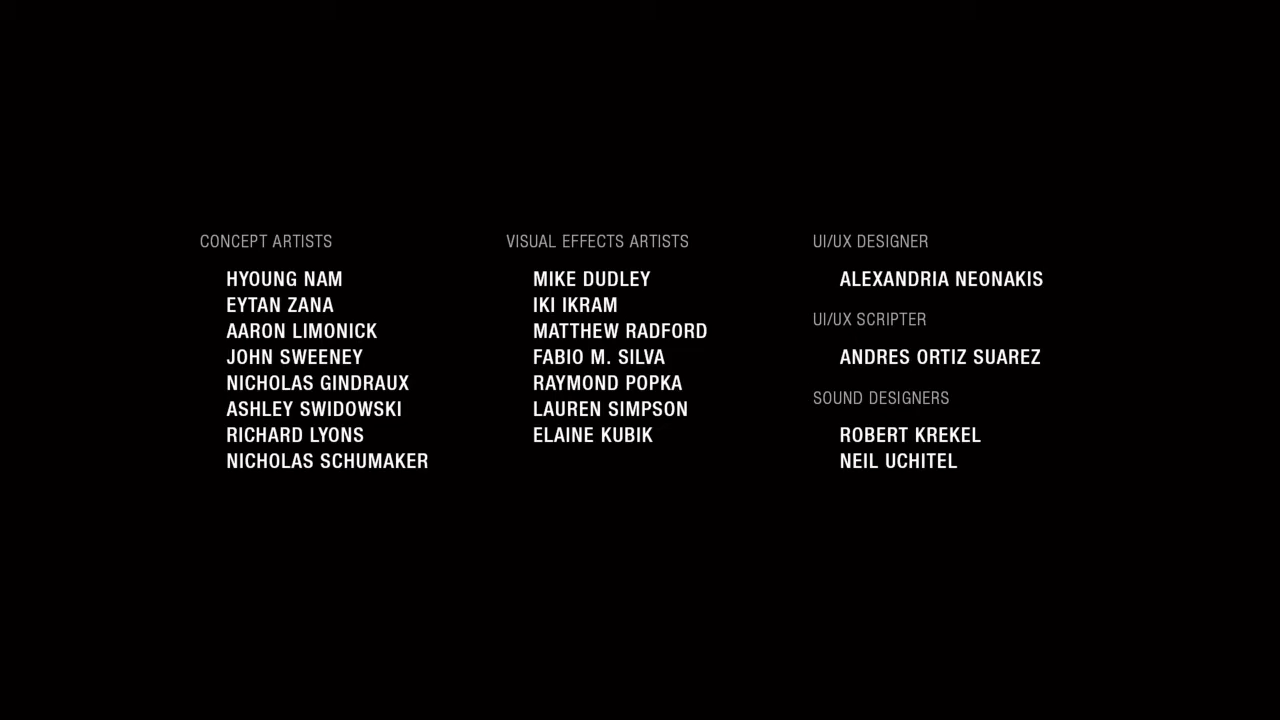 CONCEPT ARTISTS
HYOUNG NAM
EYTAN ZANA
AARON LIMONICK
JOHN SWEENEY
NICHOLAS GINDRAUX
ASHLEY SWIDOWSKI
RICHARD LYONS
NICHOLAS SCHUMAKER
VISUAL EFFECTS ARTISTS
MIKE DUDLEY
IKI IKRAM
MATTHEW RADFORD
FABIO M. SILVA
RAYMOND POPKA
LAUREN SIMPSON
ELAINE KUBIK
UI/UX DESIGNER
ALEXANDRIA NEONAKIS
UI/UX SCRIPTER
ANDRES ORTIZ SUAREZ
SOUND DESIGNERS
ROBERT KREKEL
NEIL UCHITEL